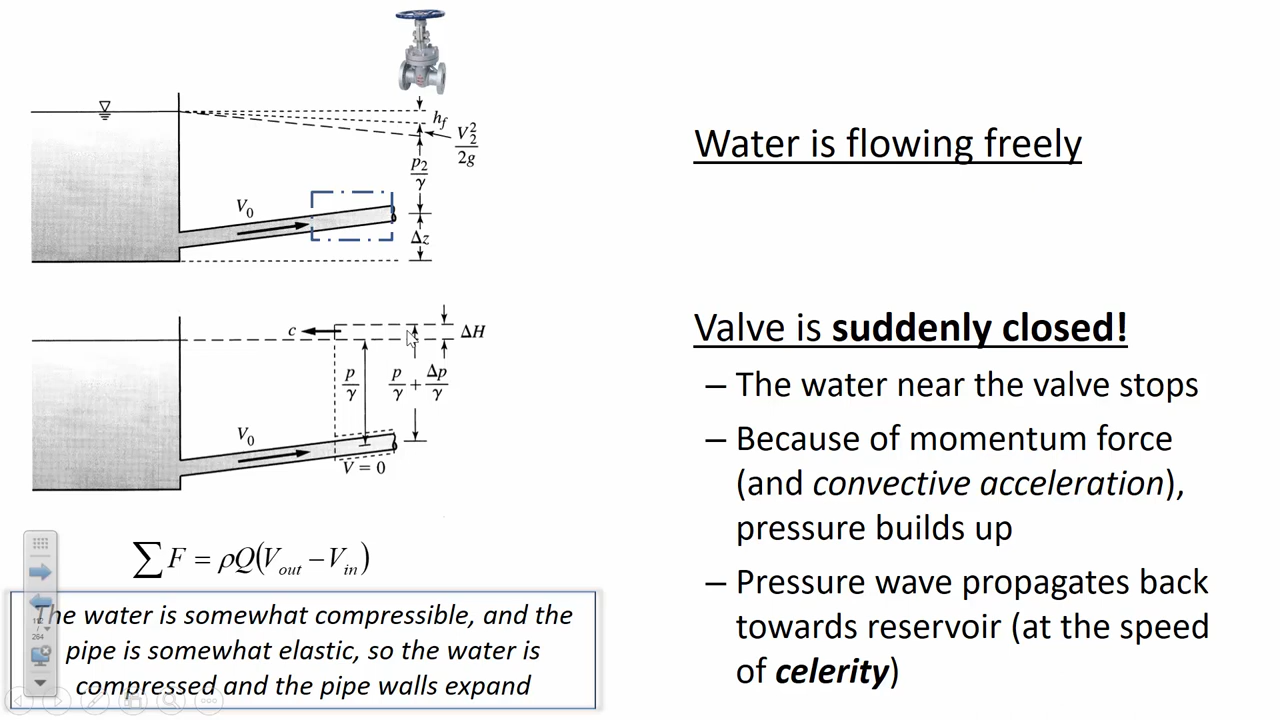 Water is flowing freely
h_f
V_2^2/2g
p_2/γ
V_0
Δz
Valve is suddenly closed!
– The water near the valve stops
– Because of momentum force
(and convective acceleration),
pressure builds up
– Pressure wave propagates back
towards reservoir (at the speed
of celerity)
c
ΔH
p/γ
p/γ + Δp/γ
V_0
V = 0
∑F = ρQ(V_out – V_in)
The water is somewhat compressible, and the
pipe is somewhat elastic, so the water is
compressed and the pipe walls expand
/
264